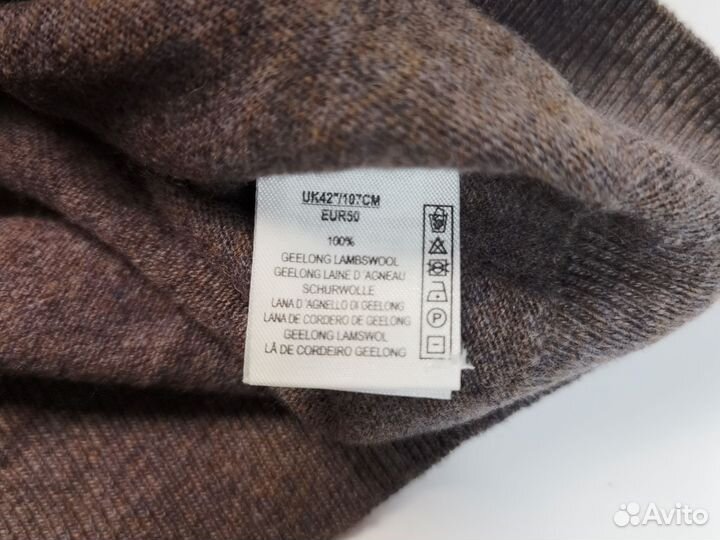 UK42"/107CM
EUR50
100%
GEELONG LAMBSWOOL
GEELONG LAINE D´AGNEAU
SCHURWOLLE
LANA D´AGNELLO DI GEELONG
LANA DE CORDERO DE GEELONG
GEELONG LAMSWOL
LÃ DE CORDEIRO GEELONG
P
Avito